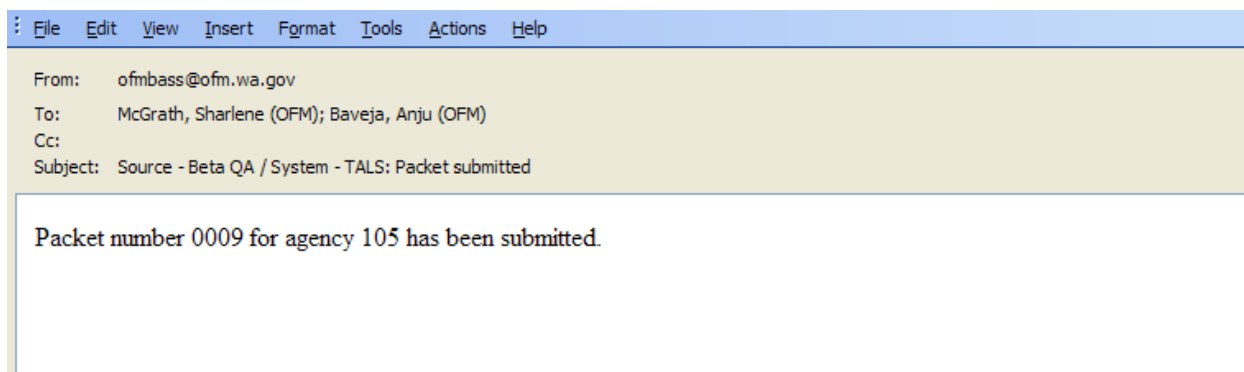 File Edit View Insert Format Tools Actions Help
From: ofmbass@ofm.wa.gov
To: McGrath, Sharlene (OFM); Baveja, Anju (OFM)
Cc:
Subject: Source - Beta QA / System - TALS: Packet submitted
Packet number 0009 for agency 105 has been submitted.